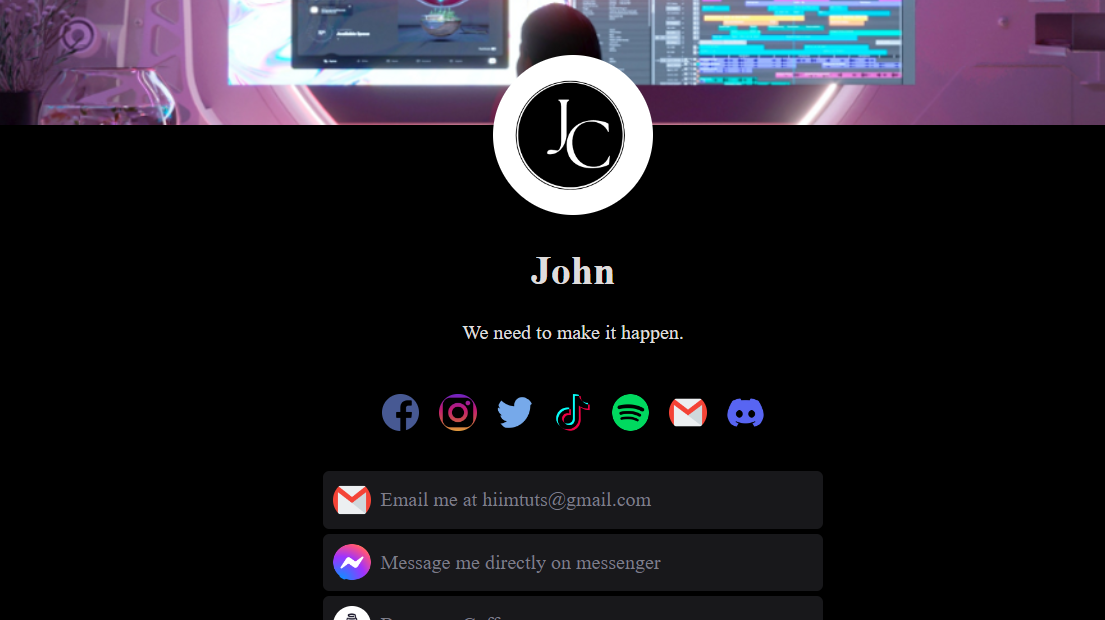 JC
John
We need to make it happen.
Email me at hiimtuts@gmail.com
Message me directly on messenger